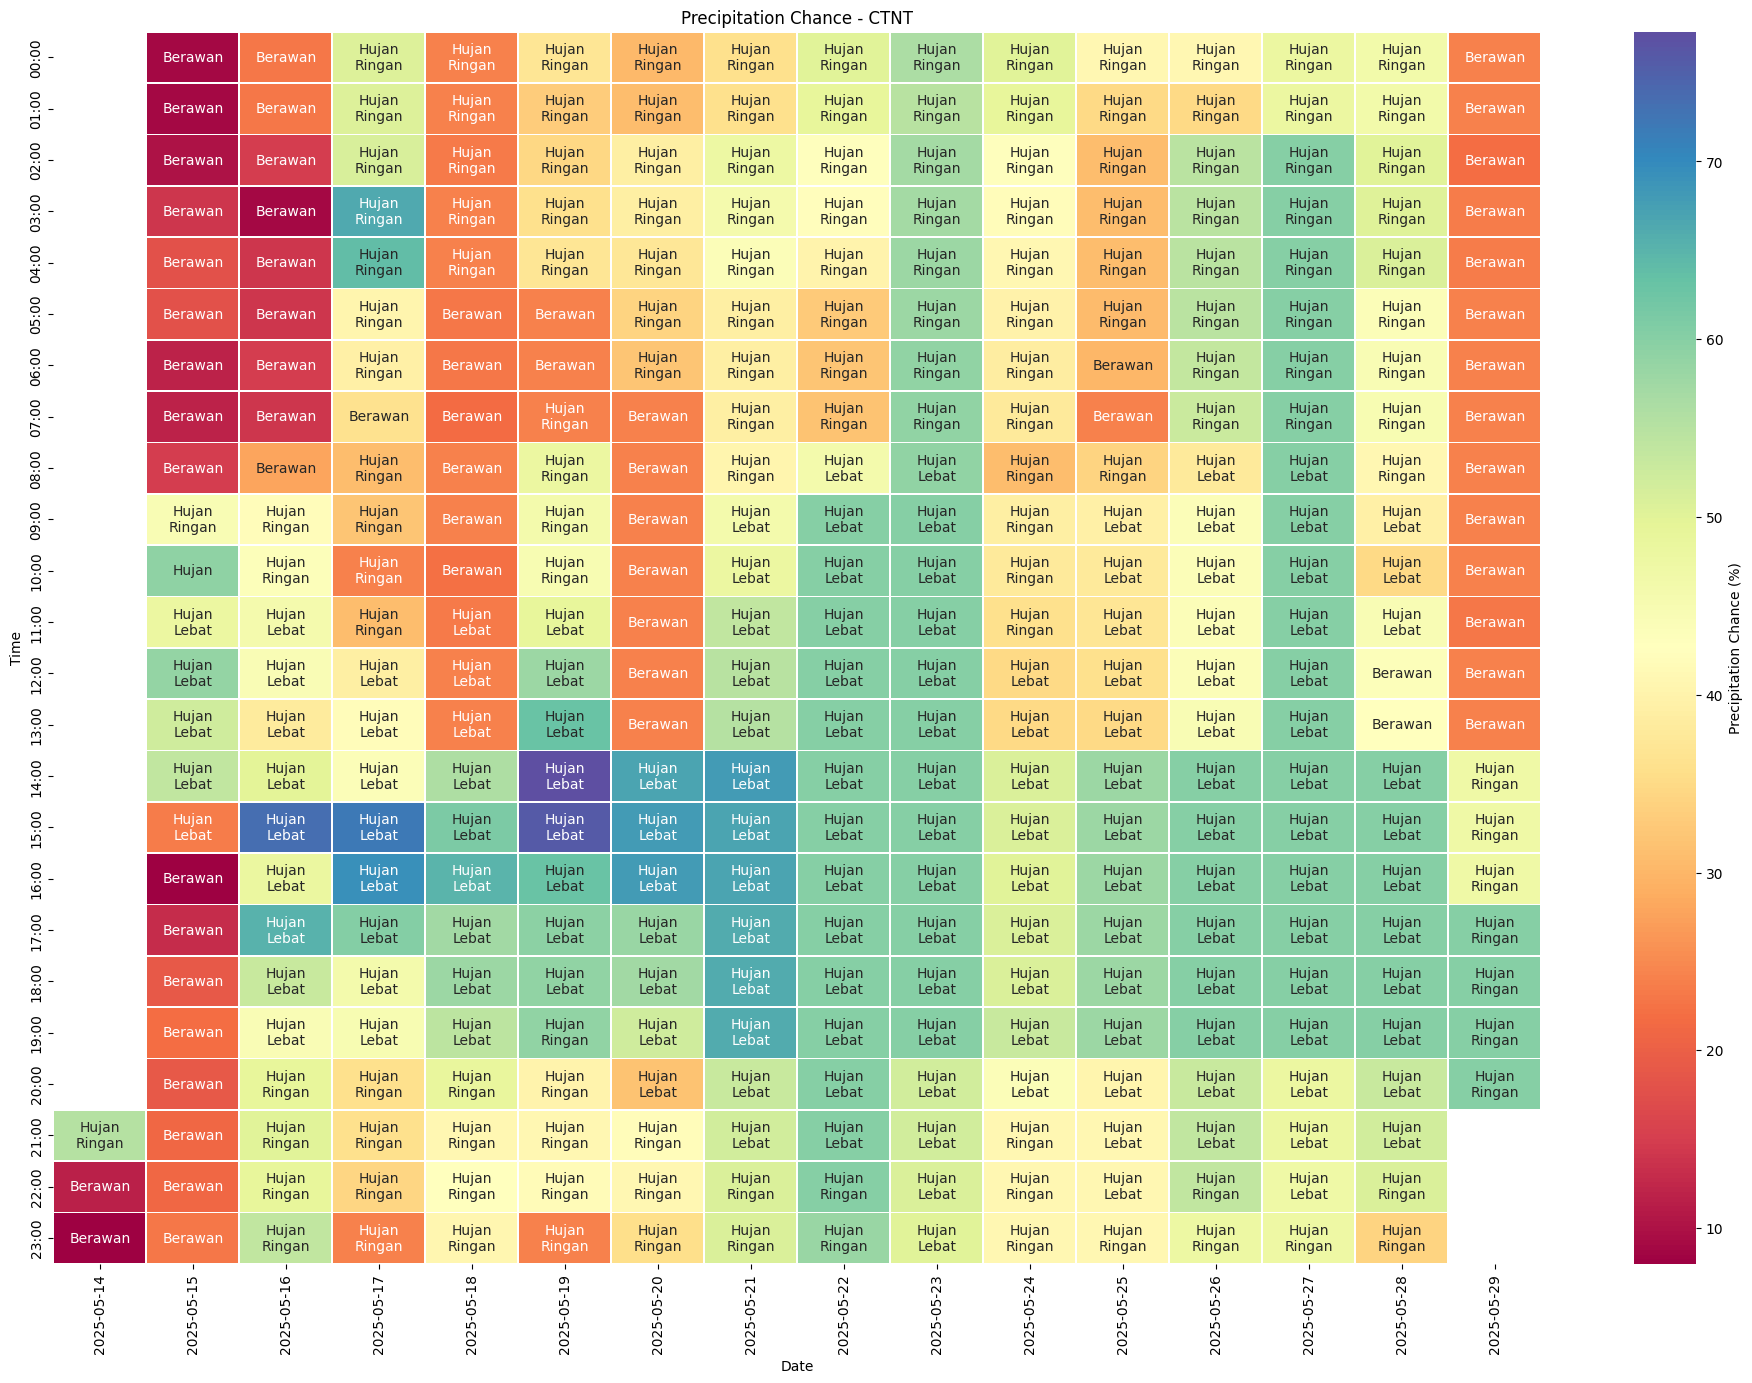 Precipitation Chance - CTNT
00:00 Berawan Berawan Hujan Ringan Hujan Ringan Hujan Ringan Hujan Ringan Hujan Ringan Hujan Ringan Hujan Ringan Hujan Ringan Hujan Ringan Hujan Ringan Hujan Ringan Hujan Ringan Berawan
01:00 Berawan Berawan Hujan Ringan Hujan Ringan Hujan Ringan Hujan Ringan Hujan Ringan Hujan Ringan Hujan Ringan Hujan Ringan Hujan Ringan Hujan Ringan Hujan Ringan Hujan Ringan Berawan
02:00 Berawan Berawan Hujan Ringan Hujan Ringan Hujan Ringan Hujan Ringan Hujan Ringan Hujan Ringan Hujan Ringan Hujan Ringan Hujan Ringan Hujan Ringan Hujan Ringan Hujan Ringan Berawan
03:00 Berawan Berawan Hujan Ringan Hujan Ringan Hujan Ringan Hujan Ringan Hujan Ringan Hujan Ringan Hujan Ringan Hujan Ringan Hujan Ringan Hujan Ringan Hujan Ringan Hujan Ringan Berawan
04:00 Berawan Berawan Hujan Ringan Hujan Ringan Hujan Ringan Hujan Ringan Hujan Ringan Hujan Ringan Hujan Ringan Hujan Ringan Hujan Ringan Hujan Ringan Hujan Ringan Hujan Ringan Berawan
05:00 Berawan Berawan Hujan Ringan Berawan Berawan Hujan Ringan Hujan Ringan Hujan Ringan Hujan Ringan Hujan Ringan Hujan Ringan Hujan Ringan Hujan Ringan Hujan Ringan Berawan
06:00 Berawan Berawan Hujan Ringan Berawan Berawan Hujan Ringan Hujan Ringan Hujan Ringan Hujan Ringan Hujan Ringan Berawan Hujan Ringan Hujan Ringan Hujan Ringan Berawan
07:00 Berawan Berawan Berawan Berawan Hujan Ringan Berawan Hujan Ringan Hujan Ringan Hujan Ringan Hujan Ringan Berawan Hujan Ringan Hujan Ringan Hujan Ringan Berawan
08:00 Berawan Berawan Hujan Ringan Berawan Hujan Ringan Berawan Hujan Ringan Hujan Lebat Hujan Lebat Hujan Ringan Hujan Ringan Hujan Lebat Hujan Lebat Hujan Ringan Berawan
09:00 Hujan Ringan Hujan Ringan Hujan Ringan Berawan Hujan Ringan Berawan Hujan Lebat Hujan Lebat Hujan Lebat Hujan Ringan Hujan Lebat Hujan Lebat Hujan Lebat Hujan Lebat Berawan
10:00 Hujan Hujan Ringan Hujan Ringan Berawan Hujan Ringan Berawan Hujan Lebat Hujan Lebat Hujan Lebat Hujan Ringan Hujan Lebat Hujan Lebat Hujan Lebat Hujan Lebat Berawan
11:00 Hujan Lebat Hujan Lebat Hujan Ringan Hujan Lebat Hujan Lebat Berawan Hujan Lebat Hujan Lebat Hujan Lebat Hujan Ringan Hujan Lebat Hujan Lebat Hujan Lebat Hujan Lebat Berawan
12:00 Hujan Lebat Hujan Lebat Hujan Lebat Hujan Lebat Hujan Lebat Berawan Hujan Lebat Hujan Lebat Hujan Lebat Hujan Lebat Hujan Lebat Hujan Lebat Hujan Lebat Berawan Berawan
13:00 Hujan Lebat Hujan Lebat Hujan Lebat Hujan Lebat Hujan Lebat Berawan Hujan Lebat Hujan Lebat Hujan Lebat Hujan Lebat Hujan Lebat Hujan Lebat Hujan Lebat Berawan Berawan
14:00 Hujan Lebat Hujan Lebat Hujan Lebat Hujan Lebat Hujan Lebat Hujan Lebat Hujan Lebat Hujan Lebat Hujan Lebat Hujan Lebat Hujan Lebat Hujan Lebat Hujan Lebat Hujan Lebat Hujan Ringan
15:00 Hujan Lebat Hujan Lebat Hujan Lebat Hujan Lebat Hujan Lebat Hujan Lebat Hujan Lebat Hujan Lebat Hujan Lebat Hujan Lebat Hujan Lebat Hujan Lebat Hujan Lebat Hujan Lebat Hujan Ringan
16:00 Berawan Hujan Lebat Hujan Lebat Hujan Lebat Hujan Lebat Hujan Lebat Hujan Lebat Hujan Lebat Hujan Lebat Hujan Lebat Hujan Lebat Hujan Lebat Hujan Lebat Hujan Lebat Hujan Ringan
17:00 Berawan Hujan Lebat Hujan Lebat Hujan Lebat Hujan Lebat Hujan Lebat Hujan Lebat Hujan Lebat Hujan Lebat Hujan Lebat Hujan Lebat Hujan Lebat Hujan Lebat Hujan Lebat Hujan Ringan
18:00 Berawan Hujan Lebat Hujan Lebat Hujan Lebat Hujan Lebat Hujan Lebat Hujan Lebat Hujan Lebat Hujan Lebat Hujan Lebat Hujan Lebat Hujan Lebat Hujan Lebat Hujan Lebat Hujan Ringan
19:00 Berawan Hujan Lebat Hujan Lebat Hujan Lebat Hujan Ringan Hujan Lebat Hujan Lebat Hujan Lebat Hujan Lebat Hujan Lebat Hujan Lebat Hujan Lebat Hujan Lebat Hujan Lebat Hujan Ringan
20:00 Berawan Hujan Ringan Hujan Ringan Hujan Ringan Hujan Ringan Hujan Lebat Hujan Lebat Hujan Lebat Hujan Lebat Hujan Lebat Hujan Lebat Hujan Lebat Hujan Lebat Hujan Lebat Hujan Ringan
21:00 Hujan Ringan Berawan Hujan Ringan Hujan Ringan Hujan Ringan Hujan Ringan Hujan Ringan Hujan Lebat Hujan Lebat Hujan Lebat Hujan Ringan Hujan Lebat Hujan Lebat Hujan Lebat Hujan Lebat
22:00 Berawan Berawan Hujan Ringan Hujan Ringan Hujan Ringan Hujan Ringan Hujan Ringan Hujan Ringan Hujan Ringan Hujan Lebat Hujan Ringan Hujan Lebat Hujan Ringan Hujan Lebat Hujan Ringan
23:00 Berawan Berawan Hujan Ringan Hujan Ringan Hujan Ringan Hujan Ringan Hujan Ringan Hujan Ringan Hujan Ringan Hujan Lebat Hujan Ringan Hujan Ringan Hujan Ringan Hujan Ringan Hujan Ringan
Time
2025-05-14 2025-05-15 2025-05-16 2025-05-17 2025-05-18 2025-05-19 2025-05-20 2025-05-21 2025-05-22 2025-05-23 2025-05-24 2025-05-25 2025-05-26 2025-05-27 2025-05-28 2025-05-29
Date
70
60
50
40
30
20
10
Precipitation Chance (%)